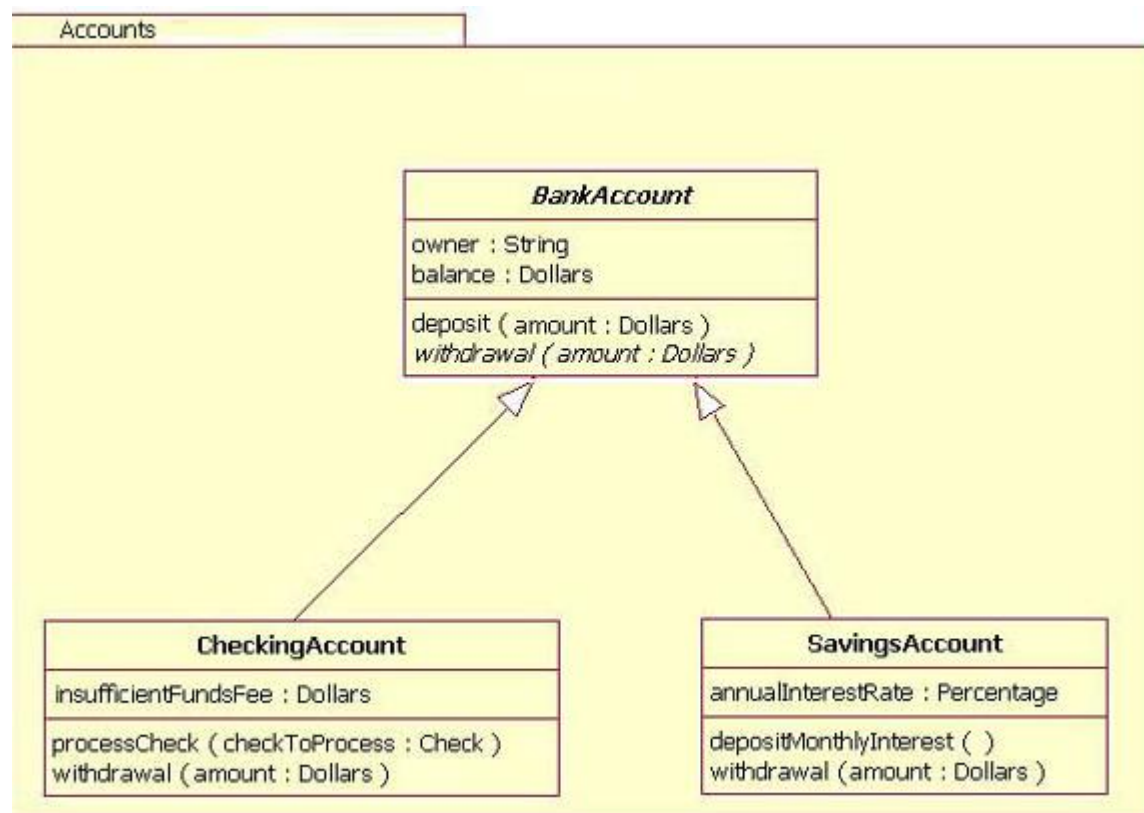 Accounts
BankAccount
owner : String
balance : Dollars
deposit ( amount : Dollars )
withdrawal ( amount : Dollars )
CheckingAccount
insufficientFundsFee : Dollars
processCheck ( checkToProcess : Check )
withdrawal ( amount : Dollars )
SavingsAccount
annualInterestRate : Percentage
depositMonthlyInterest ( )
withdrawal ( amount : Dollars )